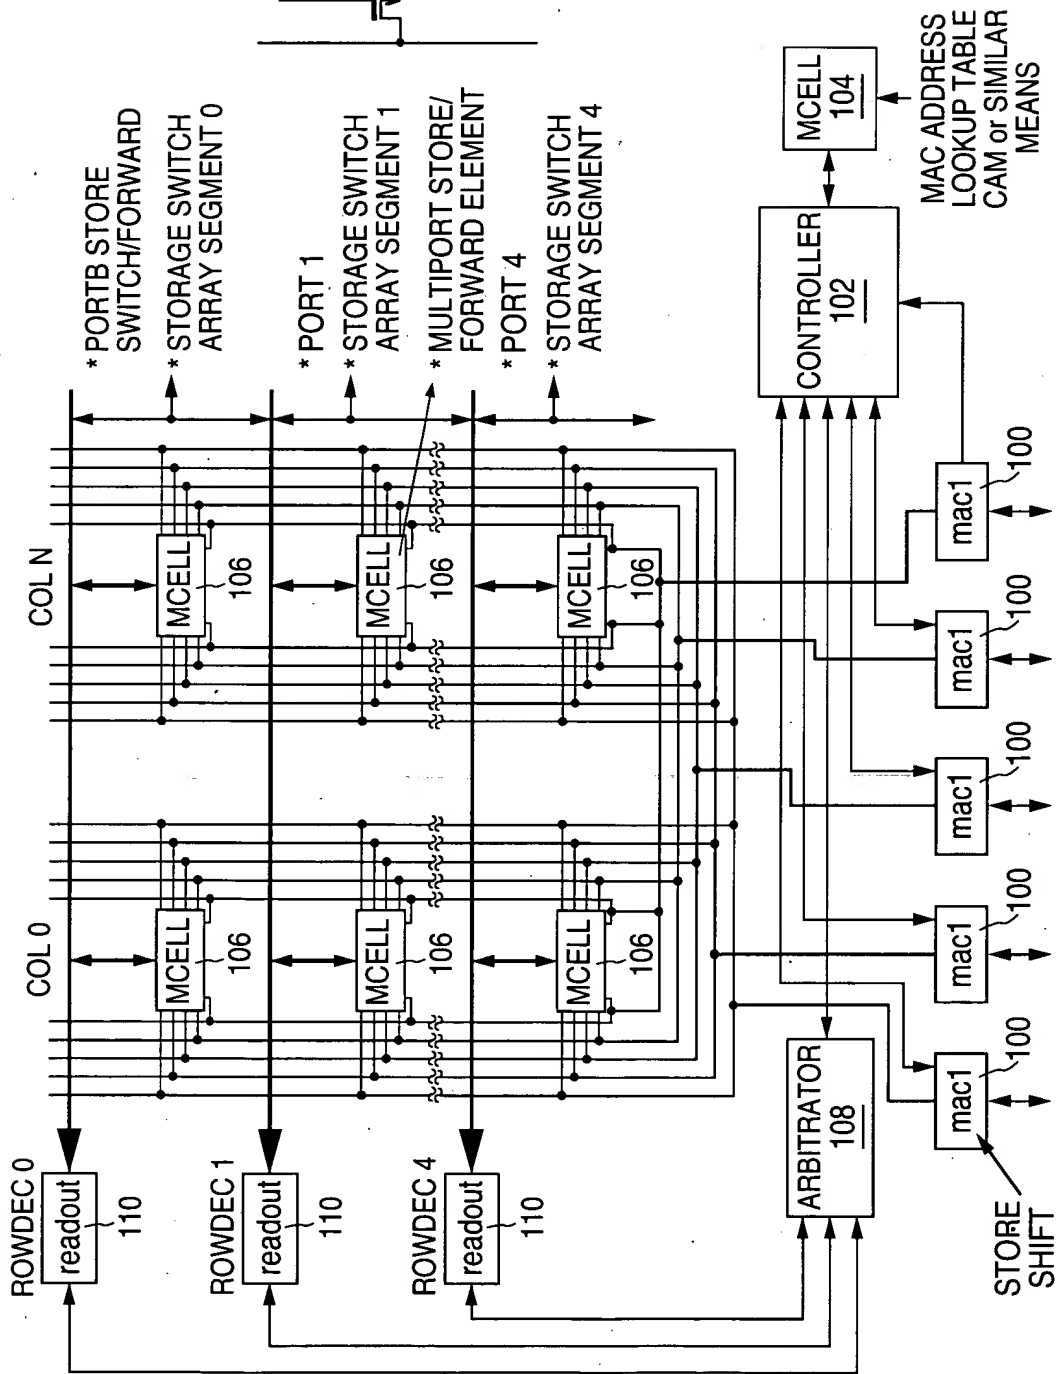 ROWDEC 0
readout
110
ROWDEC 1
readout
110
ROWDEC 4
readout
110
COL 0
COL N
MCELL
106
MCELL
106
MCELL
106
MCELL
106
MCELL
106
MCELL
106
* PORTB STORE
SWITCH/FORWARD
* STORAGE SWITCH
ARRAY SEGMENT 0
* PORT 1
* STORAGE SWITCH
ARRAY SEGMENT 1
* MULTIPORT STORE/
FORWARD ELEMENT
* PORT 4
* STORAGE SWITCH
ARRAY SEGMENT 4
ARBITRATOR
108
CONTROLLER
102
MCELL
104
MAC ADDRESS
LOOKUP TABLE
CAM or SIMILAR
MEANS
mac1
100
mac1
100
mac1
100
mac1
100
mac1
100
STORE
SHIFT